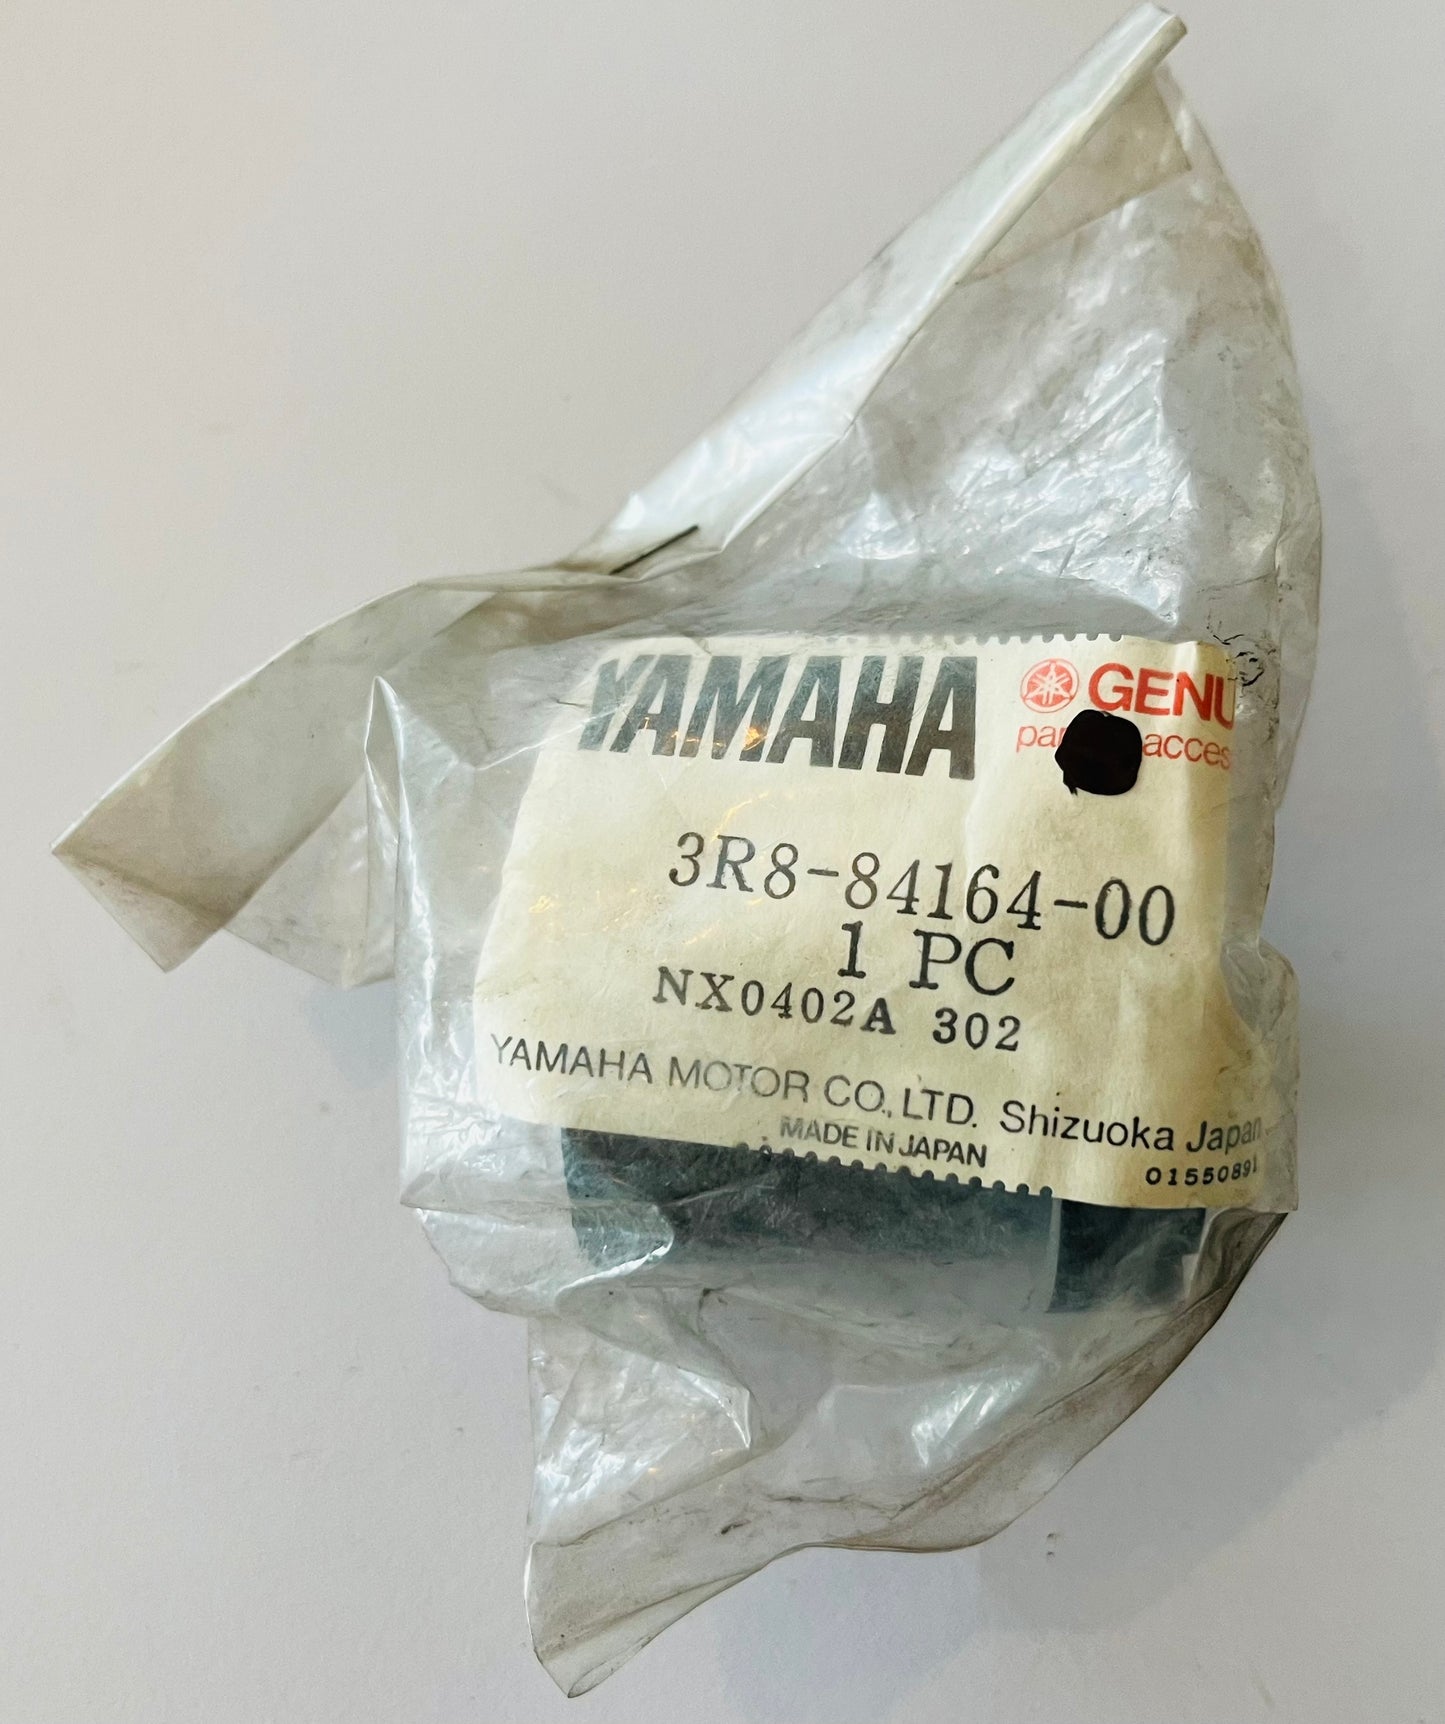 YAMAHA GENU
pa acces
3R8-84164-00
1 PC
NX0402A 302
YAMAHA MOTOR CO., LTD. Shizuoka Japan
MADE IN JAPAN
01550891